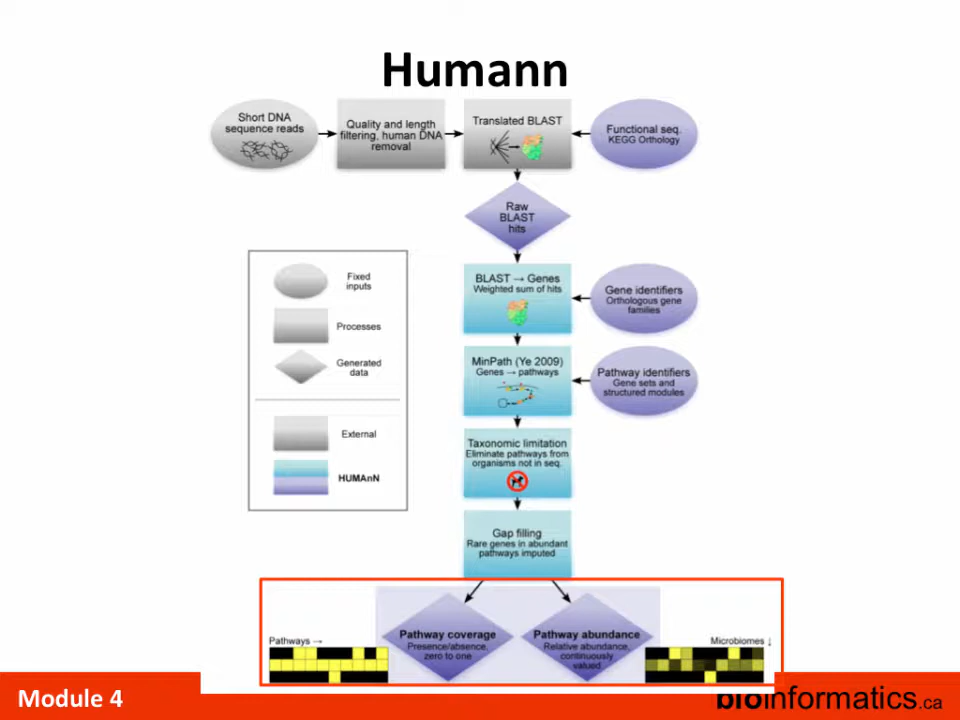 Humann
Short DNA
sequence reads
Quality and length
filtering, human DNA
removal
Translated BLAST
Functional seq.
KEGG Orthology
Raw
BLAST
hits
BLAST → Genes
Weighted sum of hits
Gene identifiers
Orthologous gene
families
MinPath (Ye 2009)
Genes → pathways
Pathway identifiers
Gene sets and
structured modules
Taxonomic limitation
Eliminate pathways from
organisms not in seq.
Gap filling
Rare genes in abundant
pathways imputed
Fixed
inputs
Processes
Generated
data
External
HUMAnN
Pathways →
Pathway coverage
Presence/absence,
zero to one
Pathway abundance
Relative abundance,
continuously
valued
Microbiomes ↓
Module 4
bioinformatics.ca